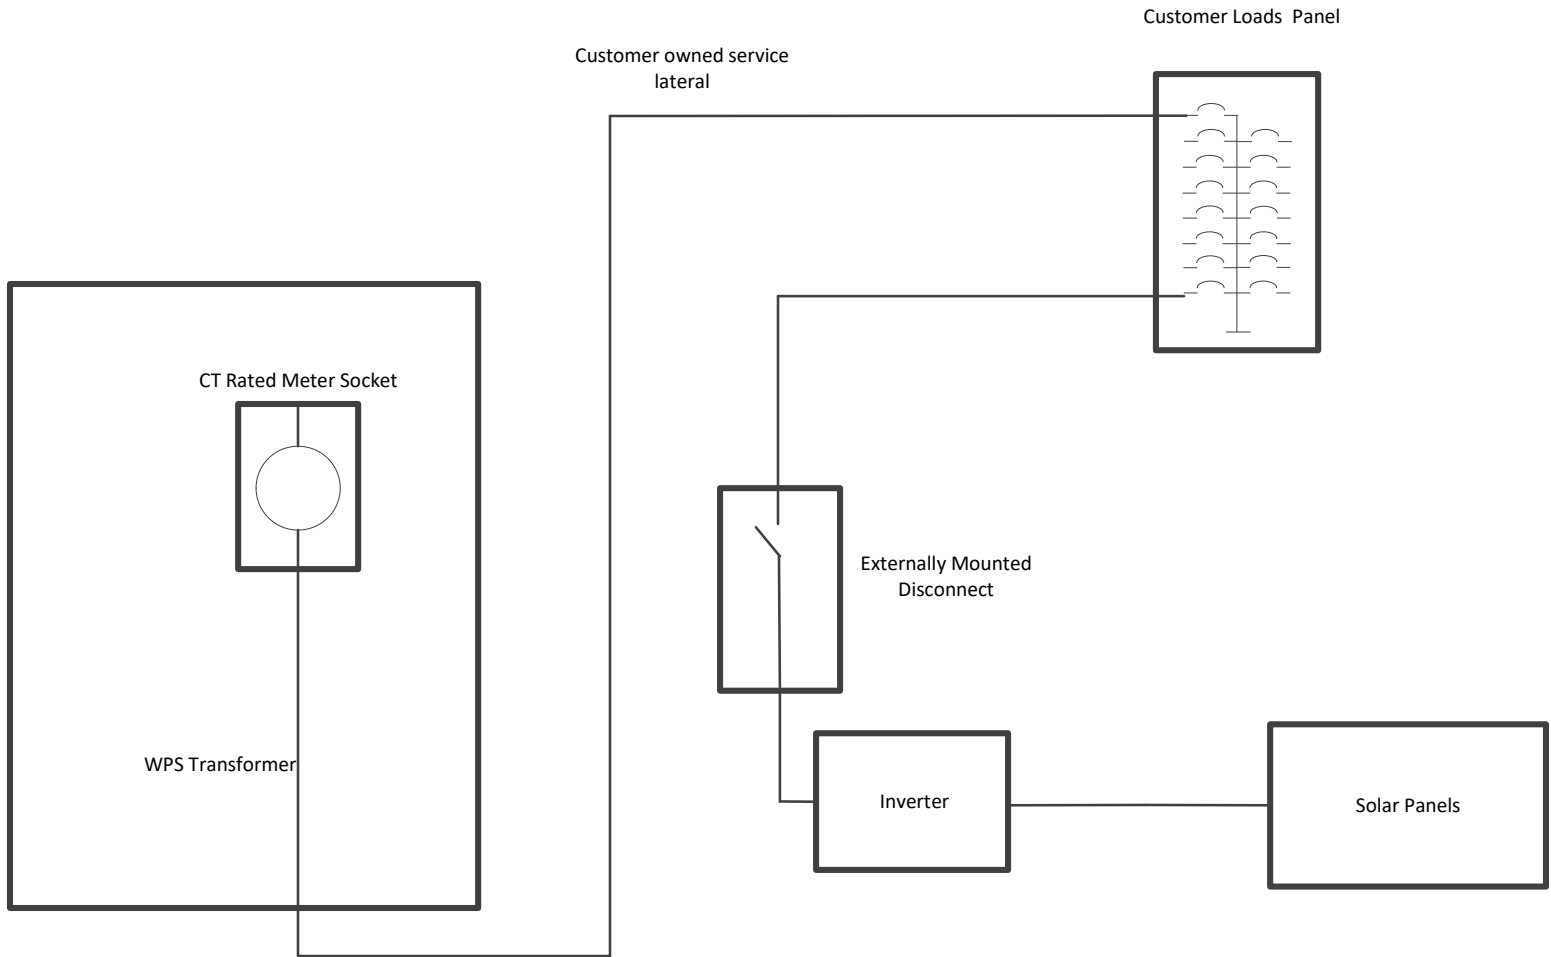 Customer Loads  Panel
Customer owned service
lateral
CT Rated Meter Socket
Externally Mounted
Disconnect
WPS Transformer
Inverter
Solar Panels